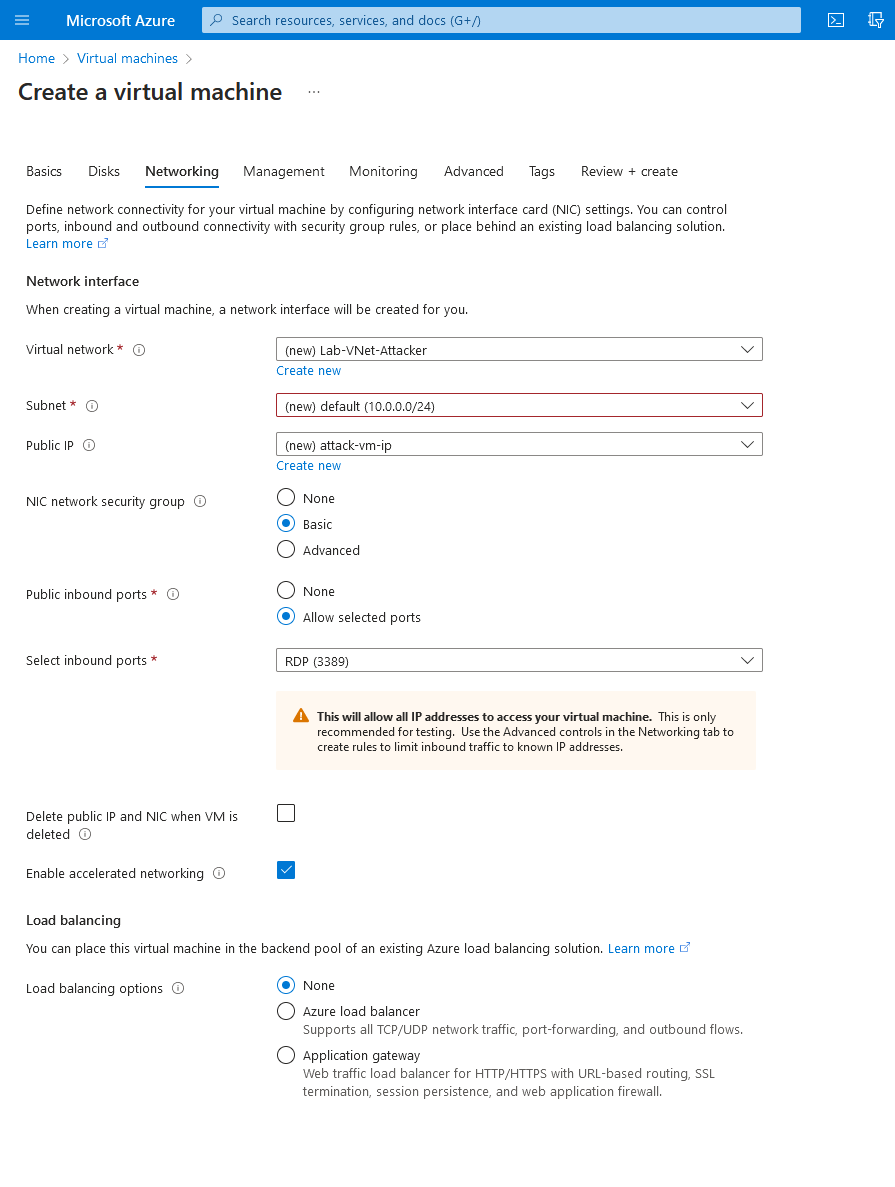 Microsoft Azure
Search resources, services, and docs (G+/)
Home
Virtual machines
Create a virtual machine
...
Basics
Disks
Networking
Management
Monitoring
Advanced
Tags
Review + create
Define network connectivity for your virtual machine by configuring network interface card (NIC) settings. You can control
ports, inbound and outbound connectivity with security group rules, or place behind an existing load balancing solution.
Learn more
Network interface
When creating a virtual machine, a network interface will be created for you.
Virtual network *
(new) Lab-VNet-Attacker
Create new
Subnet *
(new) default (10.0.0.0/24)
Public IP
(new) attack-vm-ip
Create new
NIC network security group
None
Basic
Advanced
Public inbound ports *
None
Allow selected ports
Select inbound ports *
RDP (3389)
This will allow all IP addresses to access your virtual machine. This is only
recommended for testing. Use the Advanced controls in the Networking tab to
create rules to limit inbound traffic to known IP addresses.
Delete public IP and NIC when VM is
deleted
Enable accelerated networking
Load balancing
You can place this virtual machine in the backend pool of an existing Azure load balancing solution. Learn more
Load balancing options
None
Azure load balancer
Supports all TCP/UDP network traffic, port-forwarding, and outbound flows.
Application gateway
Web traffic load balancer for HTTP/HTTPS with URL-based routing, SSL
termination, session persistence, and web application firewall.